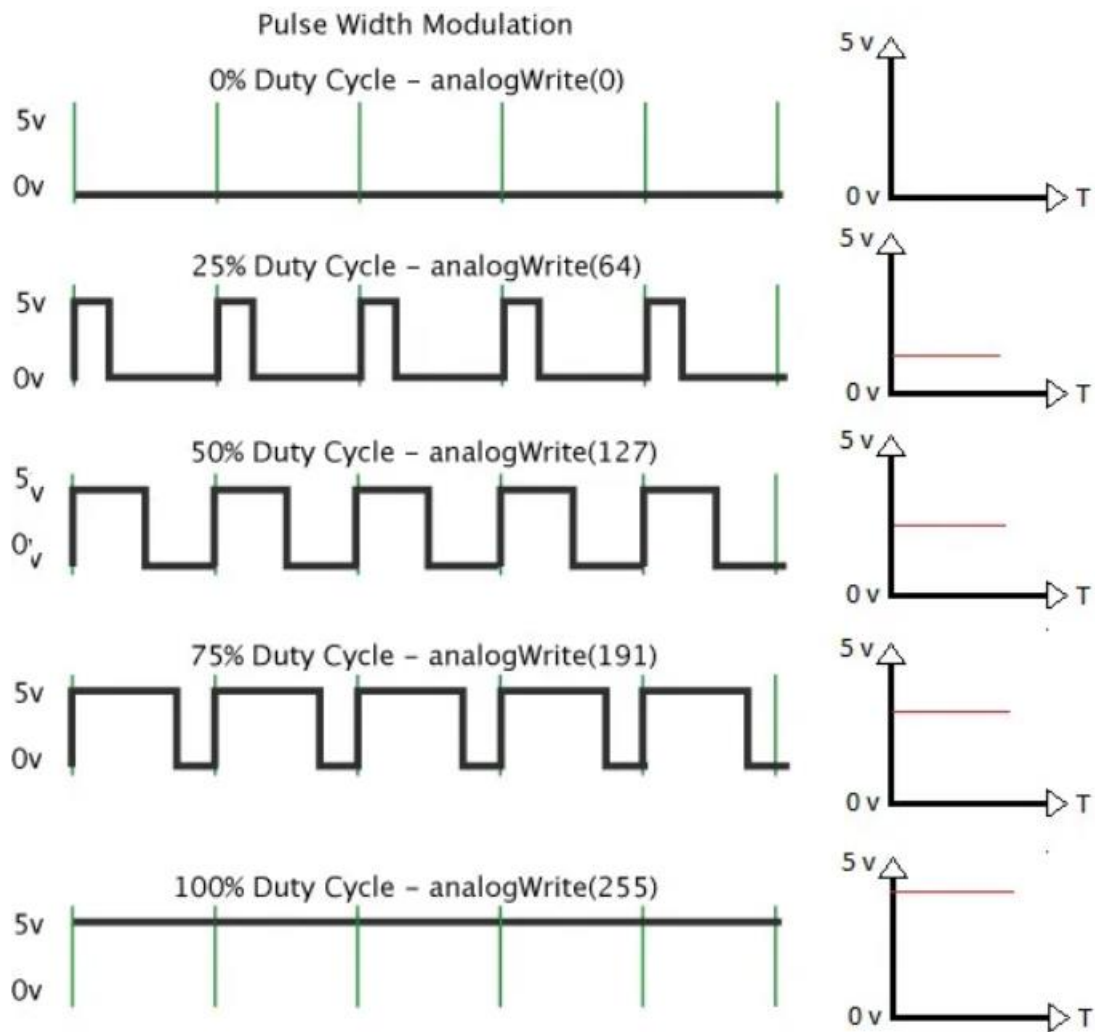 Pulse Width Modulation
0% Duty Cycle – analogWrite(0)
5v
0v
5 v
0 v
T
25% Duty Cycle – analogWrite(64)
5v
0v
5 v
0 v
T
50% Duty Cycle – analogWrite(127)
5v
0v
5 v
0 v
T
75% Duty Cycle – analogWrite(191)
5v
0v
5 v
0 v
T
100% Duty Cycle – analogWrite(255)
5v
0v
5 v
0 v
T